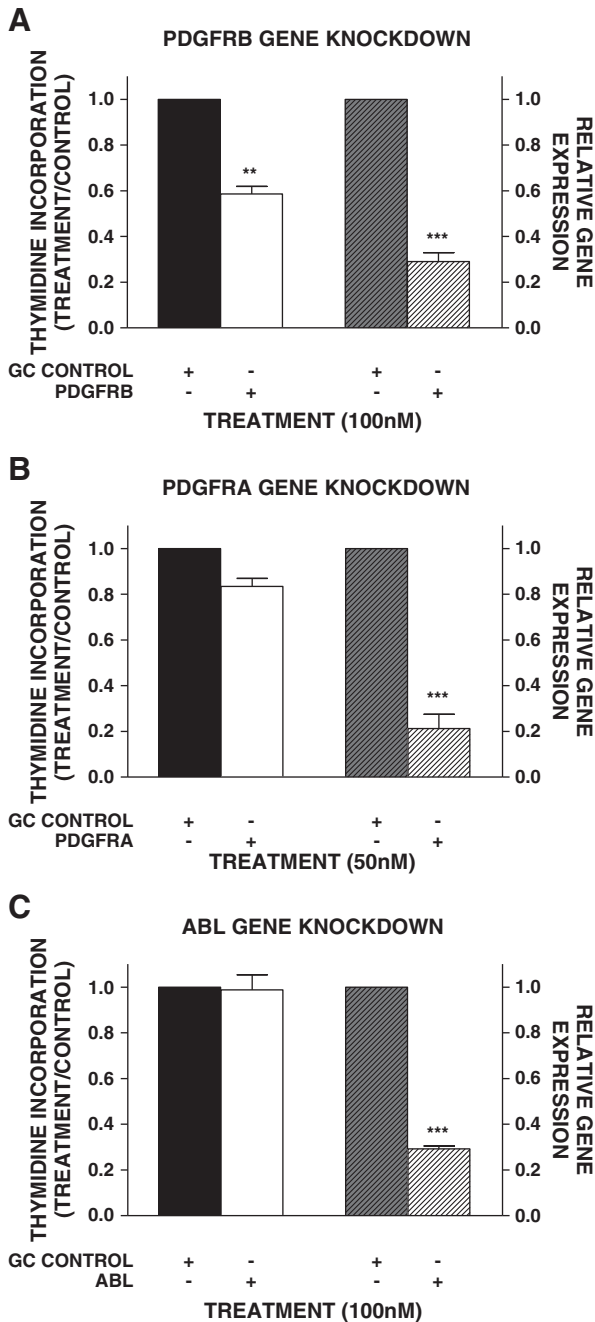 A
PDGFRB GENE KNOCKDOWN
THYMIDINE INCORPORATION
(TREATMENT/CONTROL)
1.0
0.8
0.6
0.4
0.2
0.0
**
***
1.0
0.8
0.6
0.4
0.2
0.0
RELATIVE GENE
EXPRESSION
GC CONTROL + - + -
PDGFRB - + - +
TREATMENT (100nM)
B
PDGFRA GENE KNOCKDOWN
THYMIDINE INCORPORATION
(TREATMENT/CONTROL)
1.0
0.8
0.6
0.4
0.2
0.0
***
1.0
0.8
0.6
0.4
0.2
0.0
RELATIVE GENE
EXPRESSION
GC CONTROL + - + -
PDGFRA - + - +
TREATMENT (50nM)
C
ABL GENE KNOCKDOWN
THYMIDINE INCORPORATION
(TREATMENT/CONTROL)
1.0
0.8
0.6
0.4
0.2
0.0
***
1.0
0.8
0.6
0.4
0.2
0.0
RELATIVE GENE
EXPRESSION
GC CONTROL + - + -
ABL - + - +
TREATMENT (100nM)